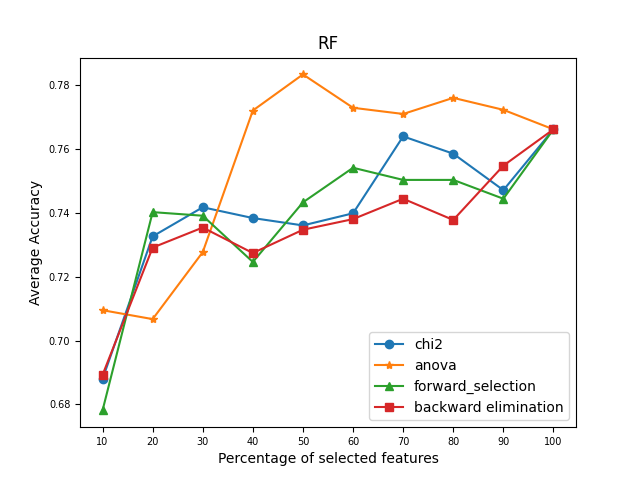 RF
Average Accuracy
0.78
0.76
0.74
0.72
0.70
0.68
chi2
anova
forward_selection
backward elimination
10 20 30 40 50 60 70 80 90 100
Percentage of selected features